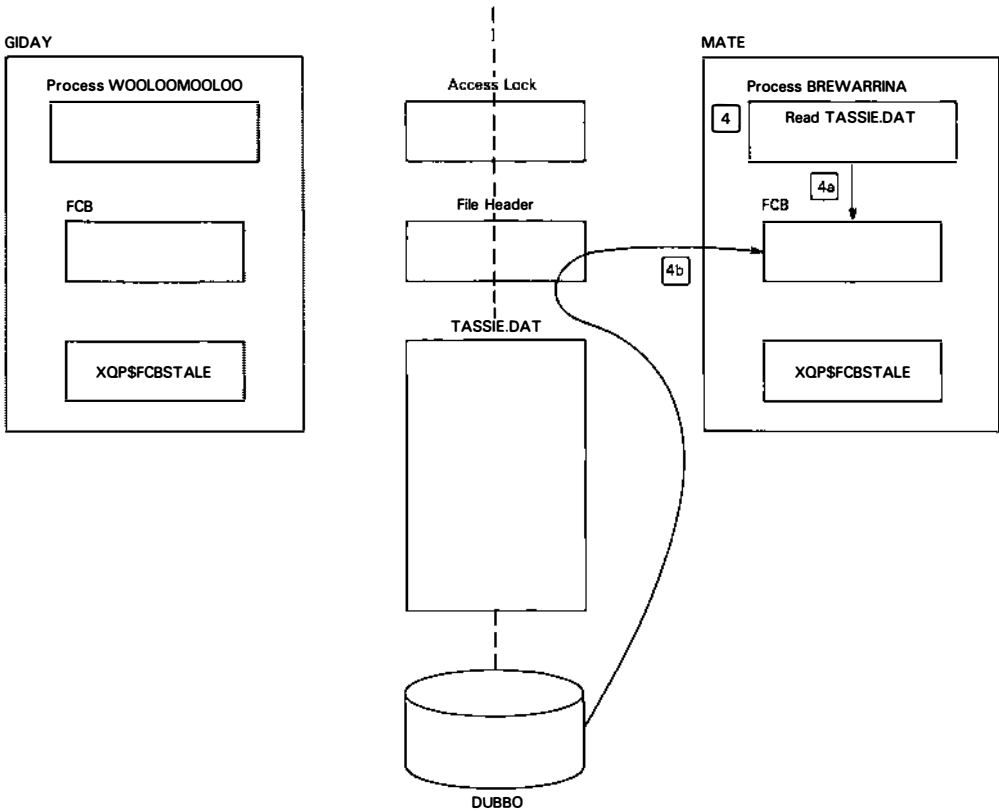 GIDAY
Process WOOLOOMOOLOO
FCB
XQP$FCBSTALE
Access Lock
File Header
TASSIE.DAT
DUBBO
MATE
Process BREWARRINA
4
Read TASSIE.DAT
4a
FCB
4b
XQP$FCBSTALE